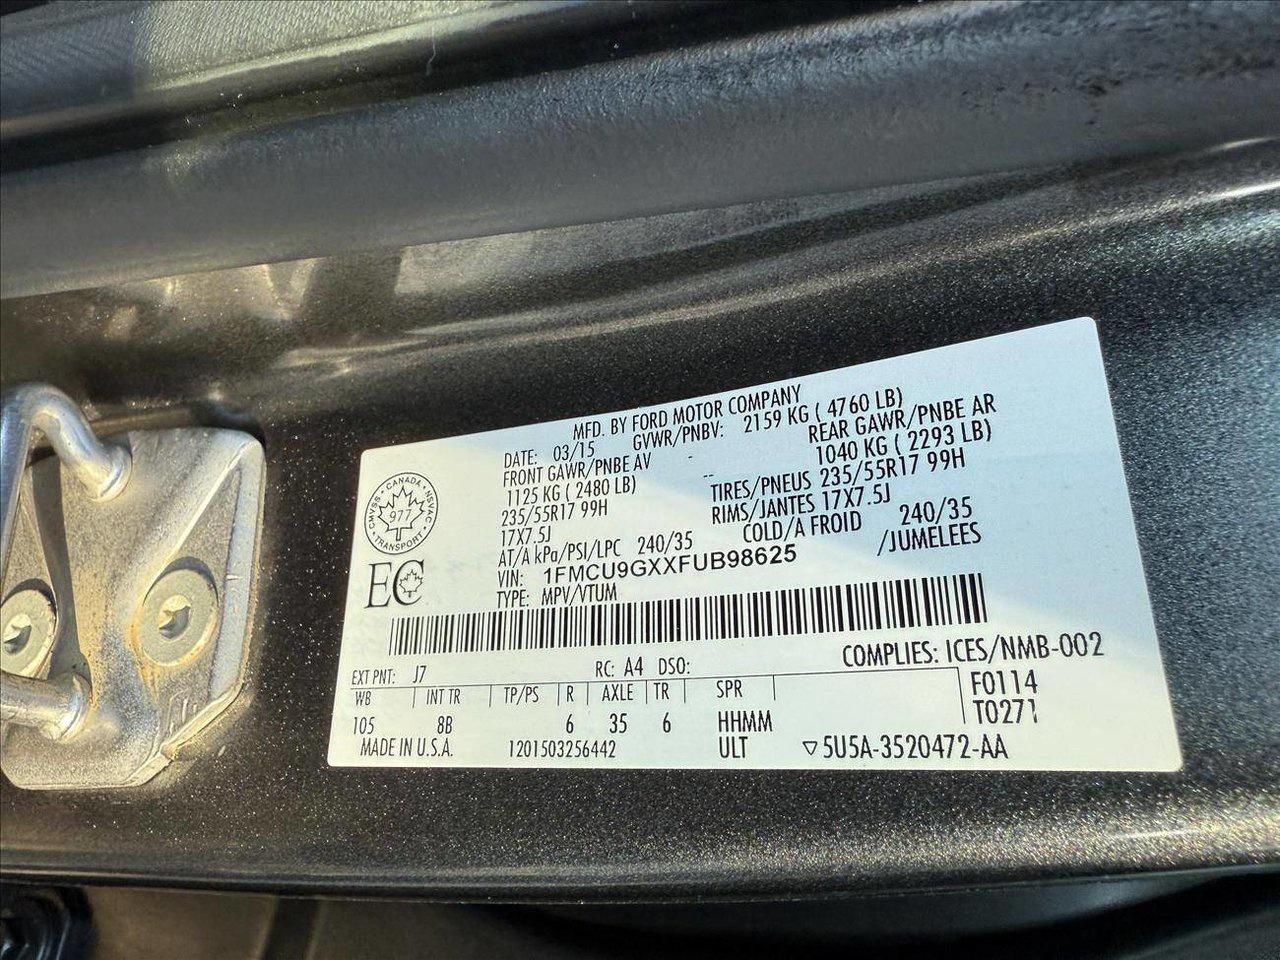 MFD. BY FORD MOTOR COMPANY
DATE: 03/15 GVWR/PNBV: 2159 KG ( 4760 LB)
FRONT GAWR/PNBE AV - REAR GAWR/PNBE AR
1125 KG ( 2480 LB) -- 1040 KG ( 2293 LB)
235/55R17 99H TIRES/PNEUS 235/55R17 99H
17X7.5J RIMS/JANTES 17X7.5J
AT/A kPa/PSI/LPC 240/35 COLD/A FROID 240/35
VIN: 1FMCU9GXXFUB98625 /JUMELEES
TYPE: MPV/VTUM
CMVSS · CANADA · NSVAC · TRANSPORT
977
EC
COMPLIES: ICES/NMB-002
EXT PNT: J7 RC: A4 DSO:
WB INT TR TP/PS R AXLE TR SPR F0114
105 8B 6 35 6 HHMM T0271
MADE IN U.S.A. 1201503256442 ULT ▽5U5A-3520472-AA